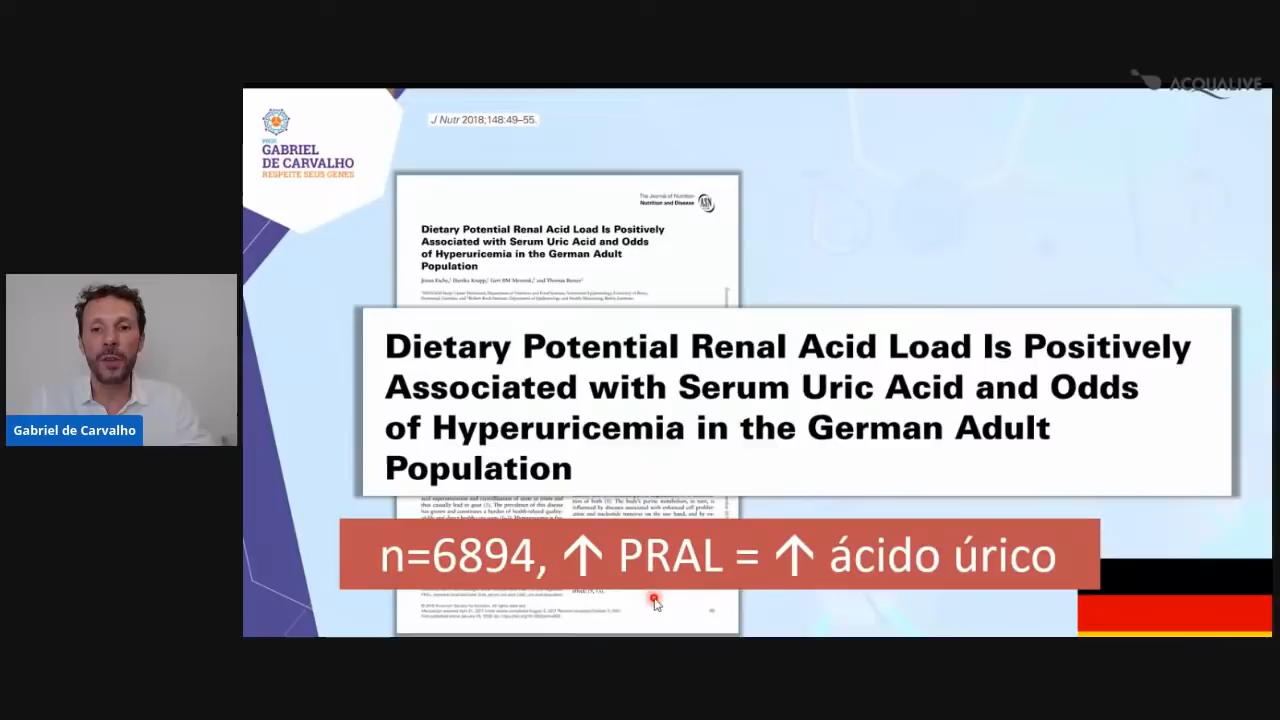 ACQUALIVE
PROF.
GABRIEL
DE CARVALHO
RESPEITE SEUS GENES
J Nutr 2018;148:49–55.
The Journal of Nutrition
Nutrition and Disease
ASN
Dietary Potential Renal Acid Load Is Positively
Associated with Serum Uric Acid and Odds
of Hyperuricemia in the German Adult
Population
Dietary Potential Renal Acid Load Is Positively
Associated with Serum Uric Acid and Odds
of Hyperuricemia in the German Adult
Population
n=6894, ↑ PRAL = ↑ ácido úrico
Gabriel de Carvalho